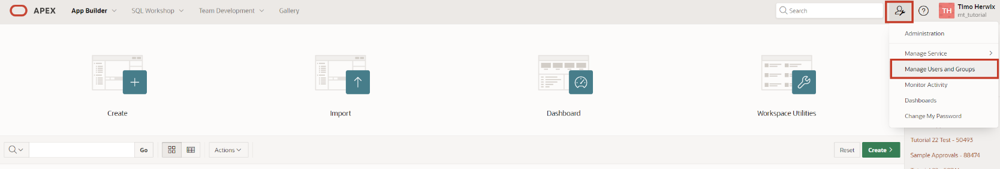 APEX App Builder SQL Workshop Team Development Gallery Search TH Timo Herwix
mt_tutorial
Administration
Manage Service
Manage Users and Groups
Monitor Activity
Dashboards
Change My Password
Create Import Dashboard Workspace Utilities
Tutorial 22 Test - 50493
Go Actions Reset Create
Sample Approvals - 88474